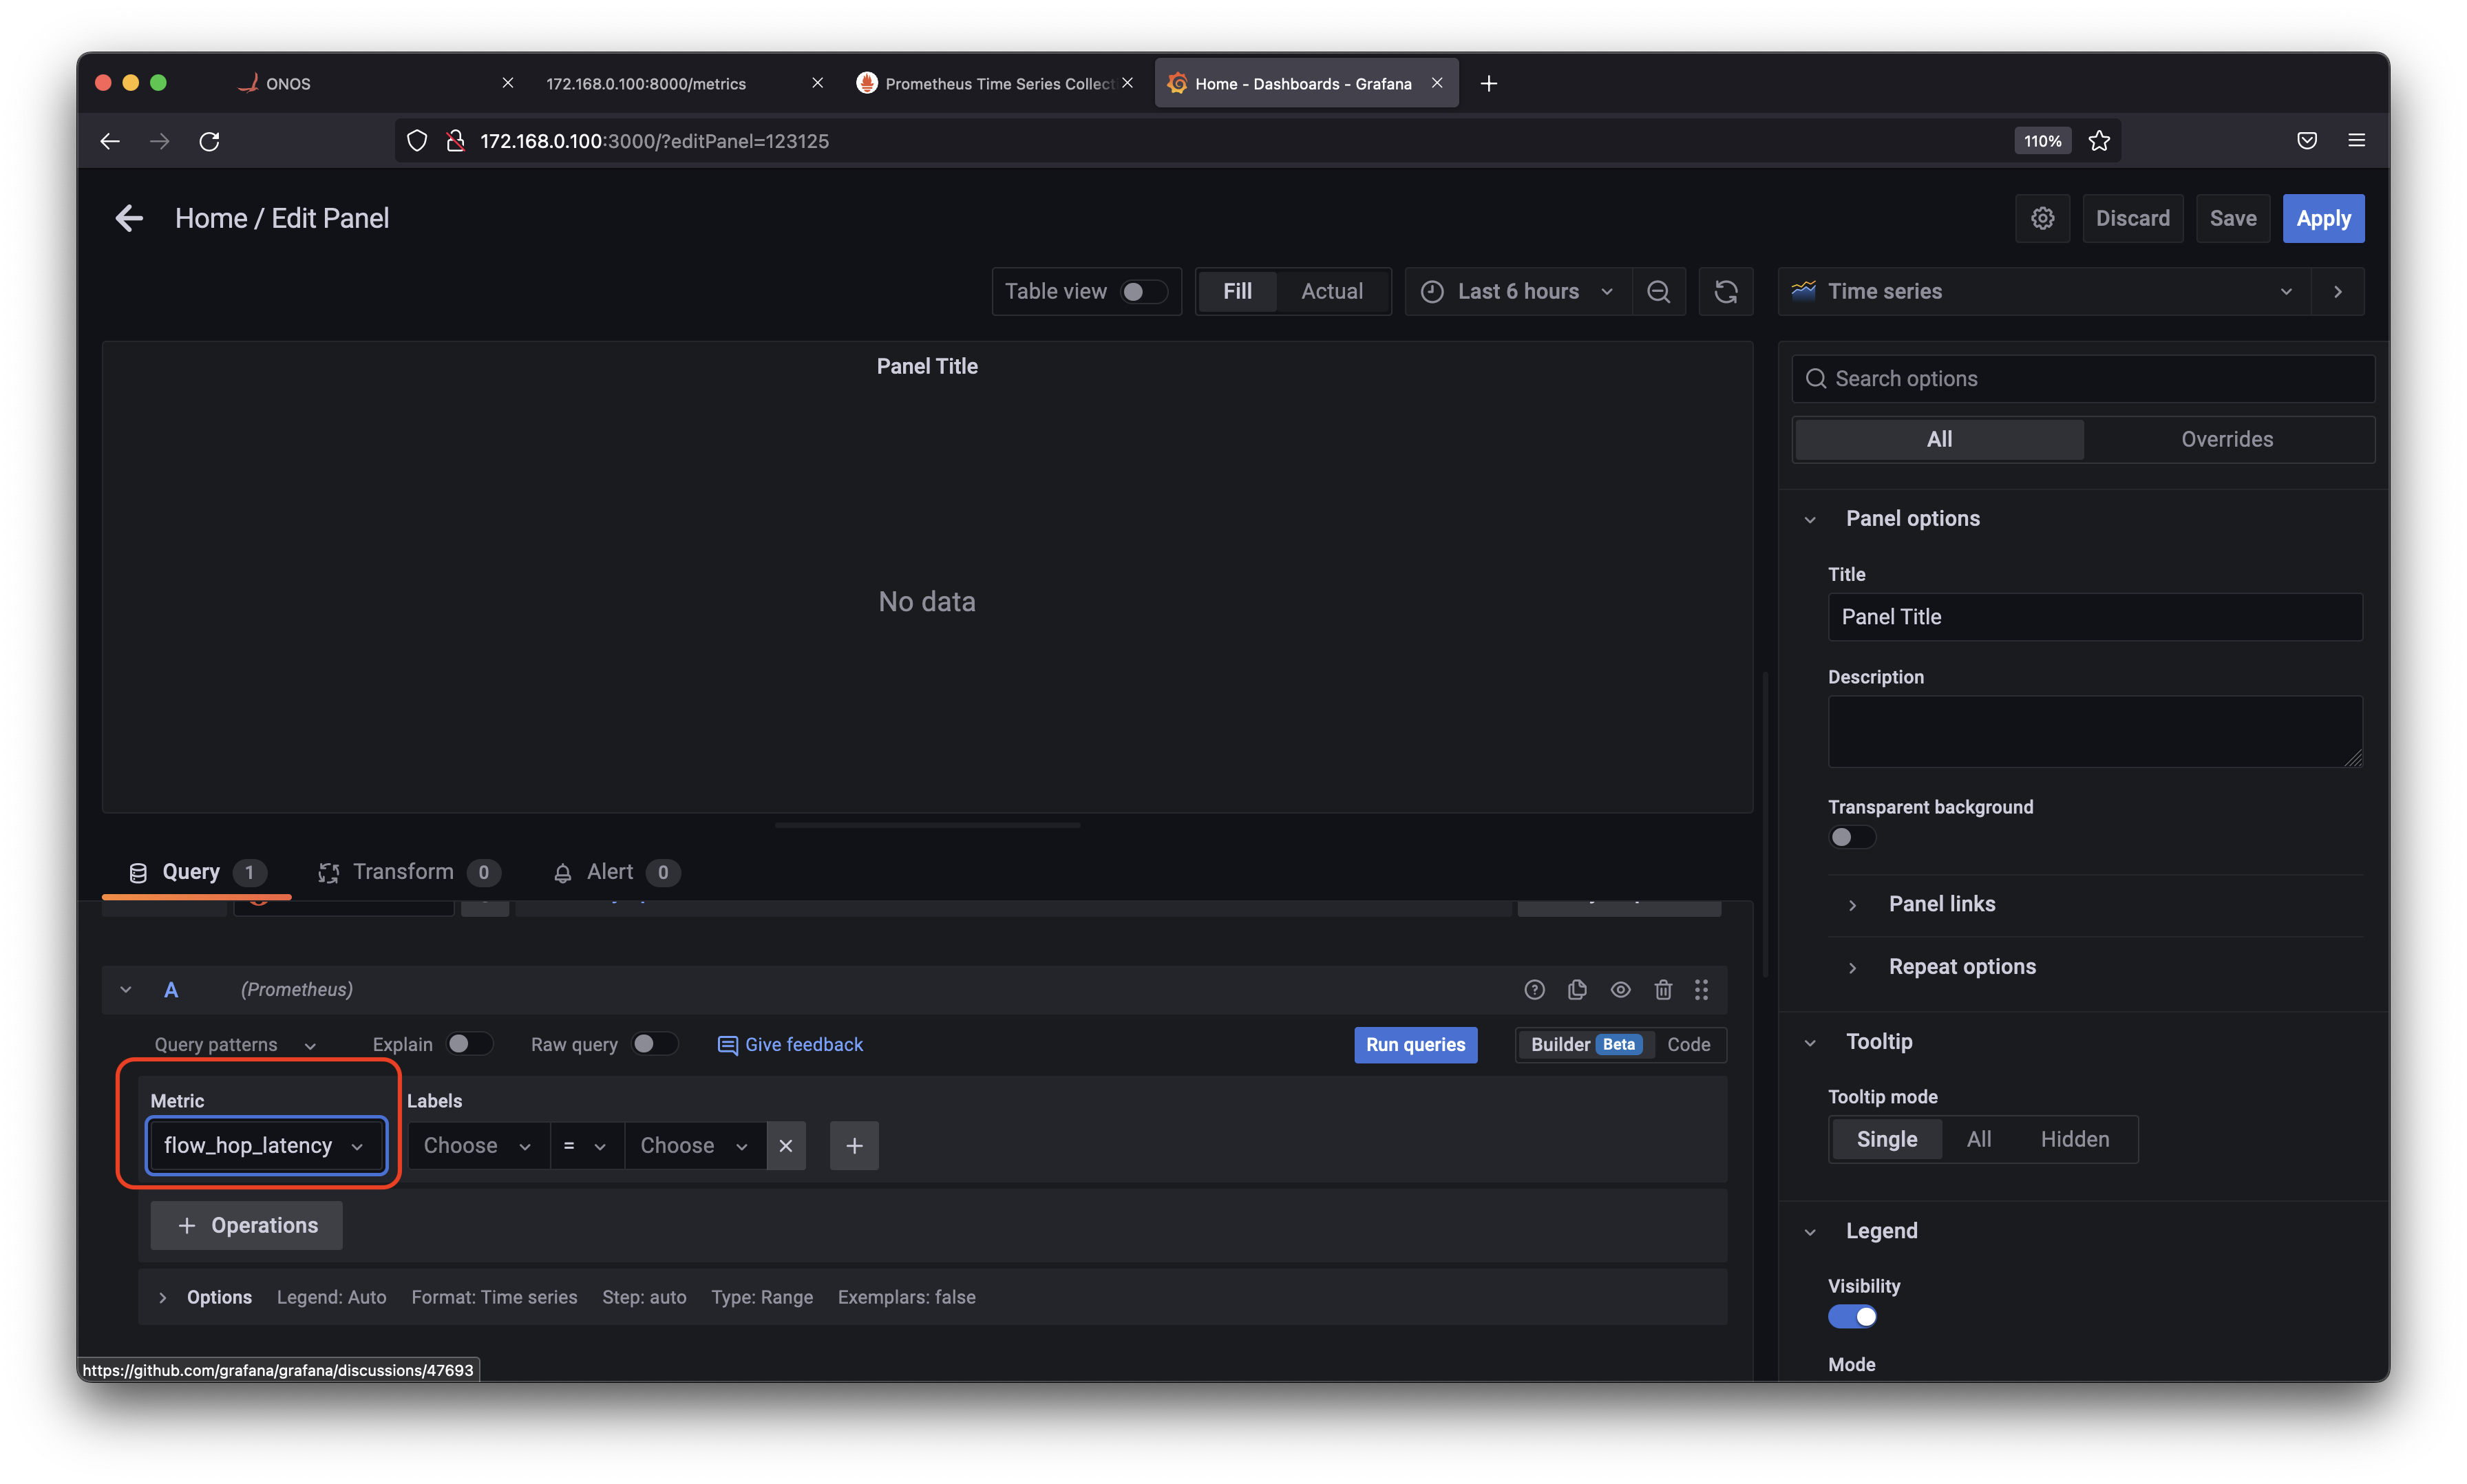 ONOS
172.168.0.100:8000/metrics
Prometheus Time Series Collect
Home - Dashboards - Grafana
172.168.0.100:3000/?editPanel=123125
110%
Home / Edit Panel
Discard
Save
Apply
Table view
Fill
Actual
Last 6 hours
Time series
Panel Title
No data
Search options
All
Overrides
Panel options
Title
Panel Title
Description
Transparent background
Panel links
Repeat options
Tooltip
Tooltip mode
Single
All
Hidden
Legend
Visibility
Mode
Query 1
Transform 0
Alert 0
A (Prometheus)
Query patterns
Explain
Raw query
Give feedback
Run queries
Builder Beta
Code
Metric
Labels
flow_hop_latency
Choose
=
Choose
+ Operations
Options Legend: Auto Format: Time series Step: auto Type: Range Exemplars: false
https://github.com/grafana/grafana/discussions/47693